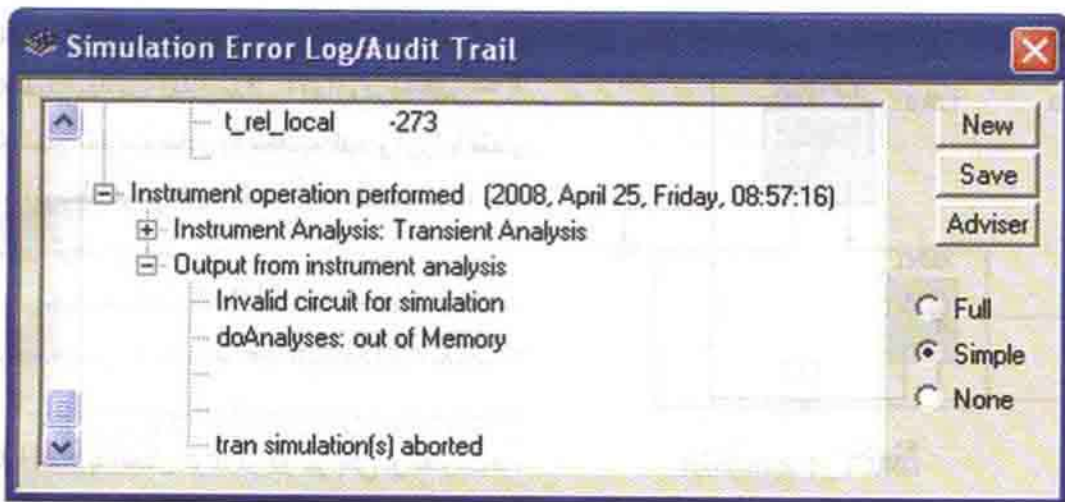 Simulation Error Log/Audit Trail
t_rel_local -273
Instrument operation performed (2008, April 25, Friday, 08:57:16)
Instrument Analysis: Transient Analysis
Output from instrument analysis
Invalid circuit for simulation
doAnalyses: out of Memory
tran simulation(s) aborted
New
Save
Adviser
Full
Simple
None